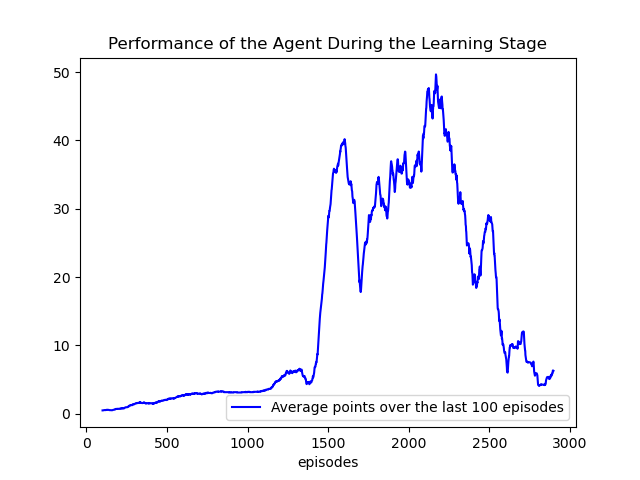 Performance of the Agent During the Learning Stage
50
40
30
20
10
0
Average points over the last 100 episodes
0 500 1000 1500 2000 2500 3000
episodes